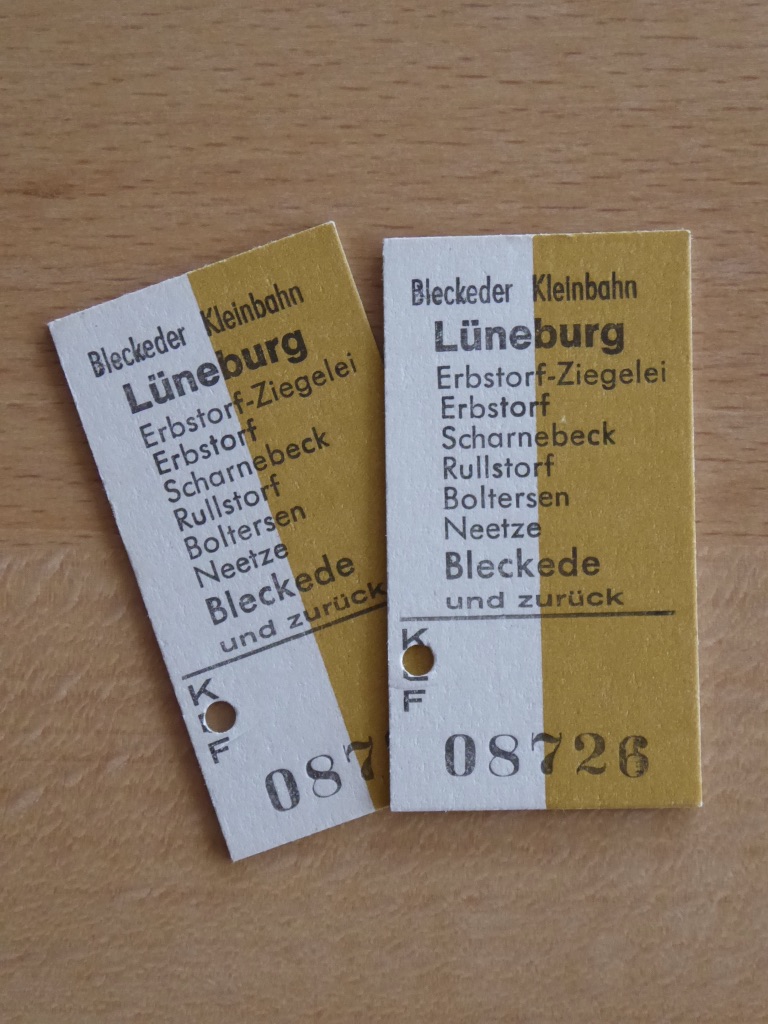 Bleckeder Kleinbahn
Lüneburg
Erbstorf-Ziegelei
Erbstorf
Scharnebeck
Rullstorf
Boltersen
Neetze
Bleckede
und zurück
K
F
087
Bleckeder Kleinbahn
Lüneburg
Erbstorf-Ziegelei
Erbstorf
Scharnebeck
Rullstorf
Boltersen
Neetze
Bleckede
und zurück
K
F
08726